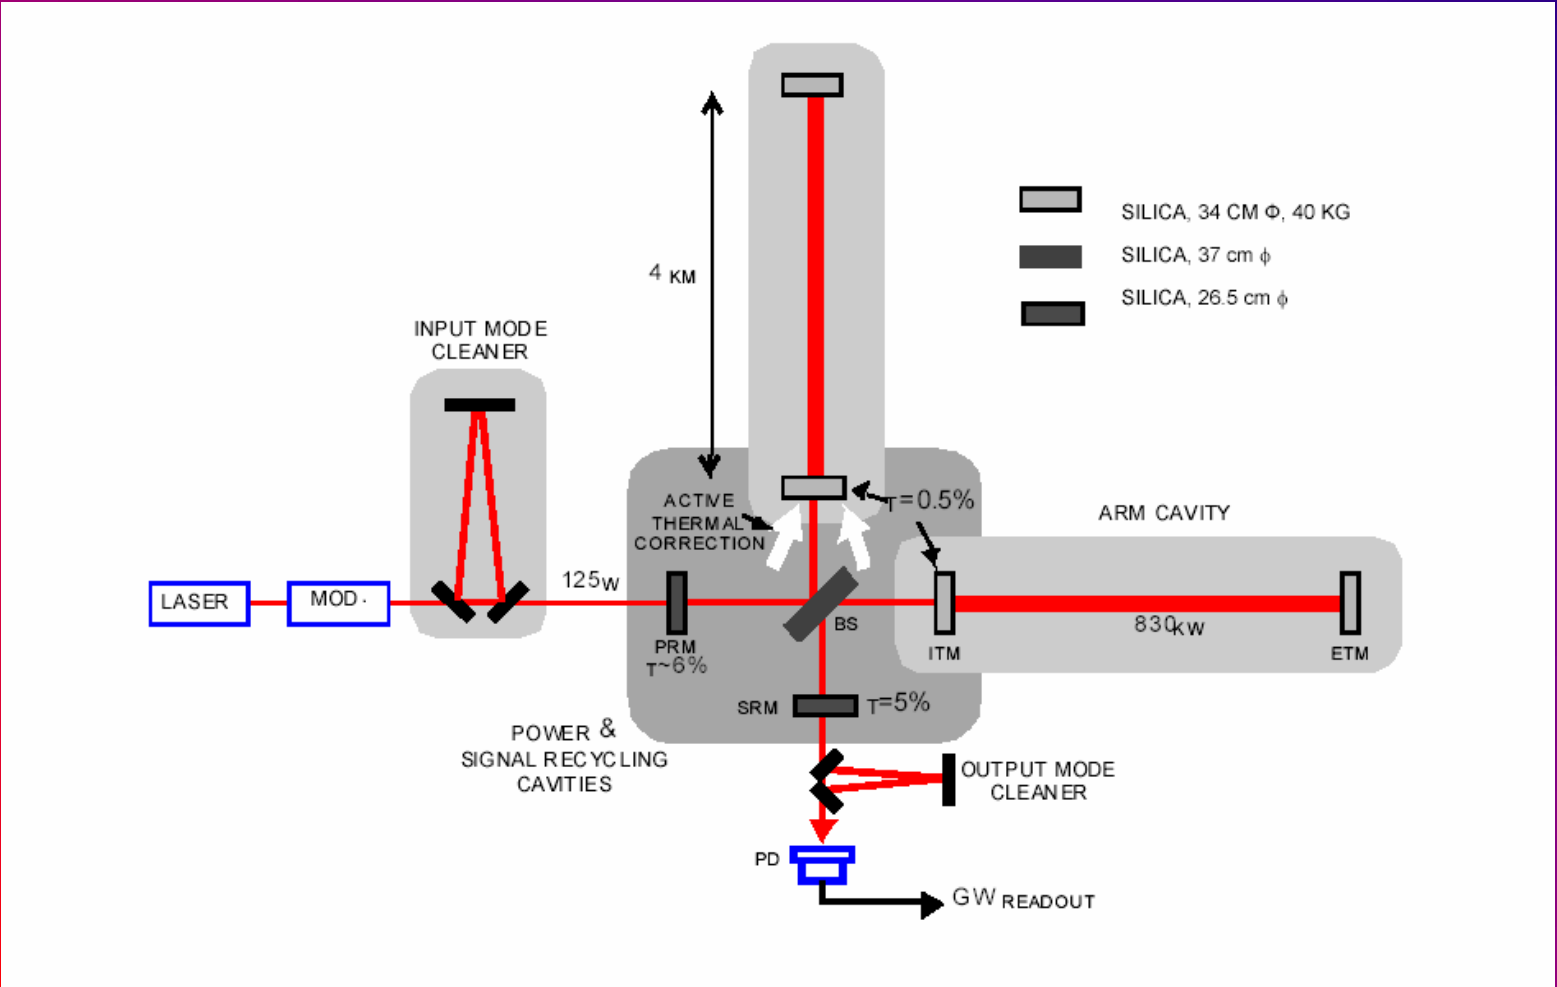 SILICA, 34 CM Φ, 40 KG
SILICA, 37 cm ϕ
SILICA, 26.5 cm ϕ
4 KM
INPUT MODE
CLEANER
ACTIVE
THERMAL
CORRECTION
T=0.5%
ARM CAVITY
125W
LASER
MOD.
BS
830KW
PRM
T~6%
ITM
ETM
SRM
T=5%
POWER &
SIGNAL RECYCLING
CAVITIES
OUTPUT MODE
CLEANER
PD
GW READOUT